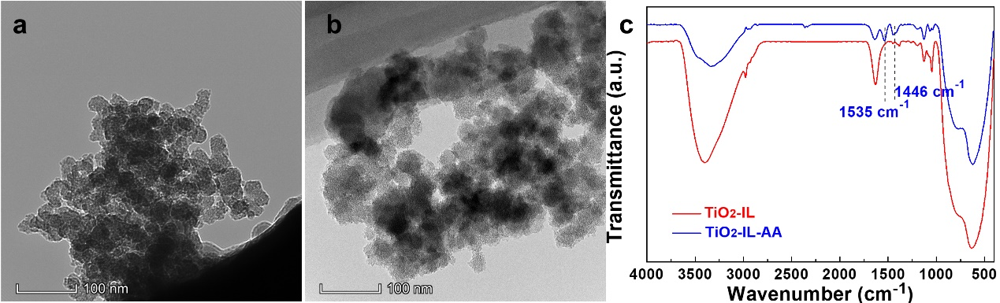 a
100 nm
b
100 nm
c
Transmittance (a.u.)
1446 cm-1
1535 cm-1
TiO2-IL
TiO2-IL-AA
4000 3500 3000 2500 2000 1500 1000 500
Wavenumber (cm-1)